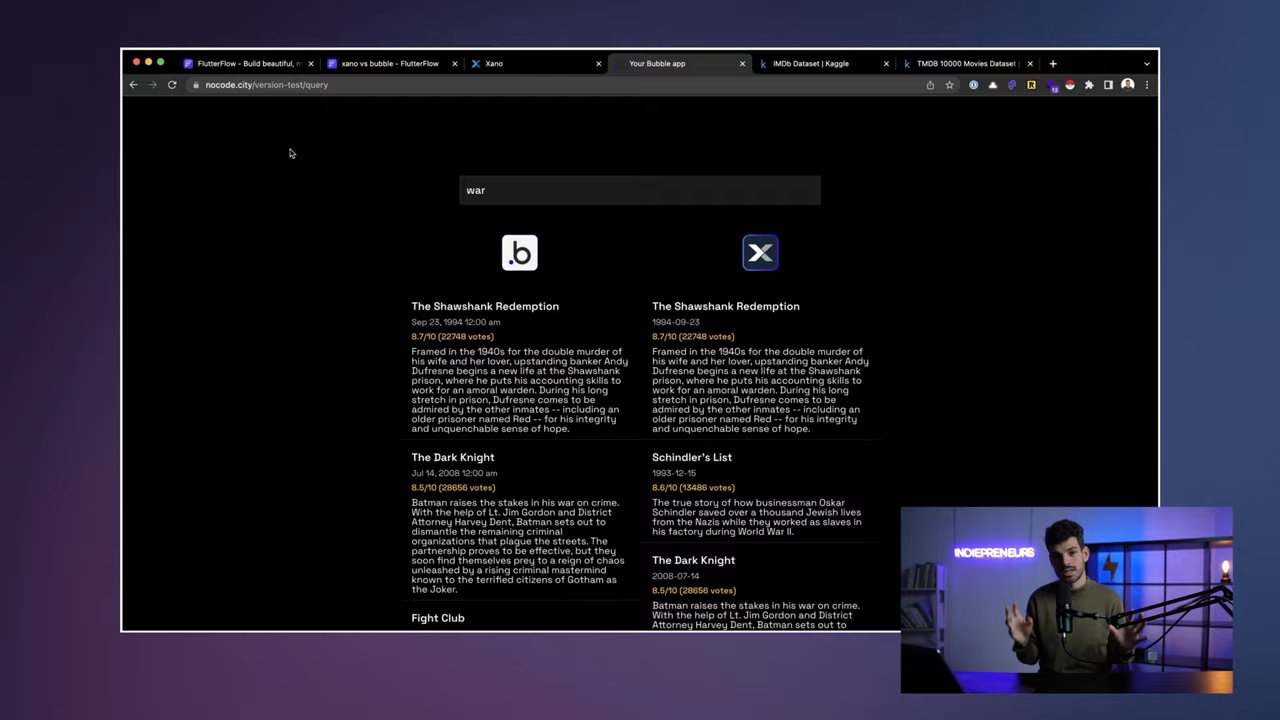 FlutterFlow - Build beautiful, m
xano vs bubble - FlutterFlow
Xano
Your Bubble app
IMDb Dataset | Kaggle
TMDB 10000 Movies Dataset |
nocode.city/version-test/query
13
war
.b
X
The Shawshank Redemption
Sep 23, 1994 12:00 am
8.7/10 (22748 votes)
Framed in the 1940s for the double murder of
his wife and her lover, upstanding banker Andy
Dufresne begins a new life at the Shawshank
prison, where he puts his accounting skills to
work for an amoral warden. During his long
stretch in prison, Dufresne comes to be
admired by the other inmates -- including an
older prisoner named Red -- for his integrity
and unquenchable sense of hope.
The Dark Knight
Jul 14, 2008 12:00 am
8.5/10 (28656 votes)
Batman raises the stakes in his war on crime.
With the help of Lt. Jim Gordon and District
Attorney Harvey Dent, Batman sets out to
dismantle the remaining criminal
organizations that plague the streets. The
partnership proves to be effective, but they
soon find themselves prey to a reign of chaos
unleashed by a rising criminal mastermind
known to the terrified citizens of Gotham as
the Joker.
Fight Club
The Shawshank Redemption
1994-09-23
8.7/10 (22748 votes)
Framed in the 1940s for the double murder of
his wife and her lover, upstanding banker Andy
Dufresne begins a new life at the Shawshank
prison, where he puts his accounting skills to
work for an amoral warden. During his long
stretch in prison, Dufresne comes to be
admired by the other inmates -- including an
older prisoner named Red -- for his integrity
and unquenchable sense of hope.
Schindler's List
1993-12-15
8.6/10 (13486 votes)
The true story of how businessman Oskar
Schindler saved over a thousand Jewish lives
from the Nazis while they worked as slaves in
his factory during World War II.
The Dark Knight
2008-07-14
8.5/10 (28656 votes)
Batman raises the stakes in his war on crime.
With the help of Lt. Jim Gordon and District
Attorney Harvey Dent, Batman sets out to
INDIEPRENEURS